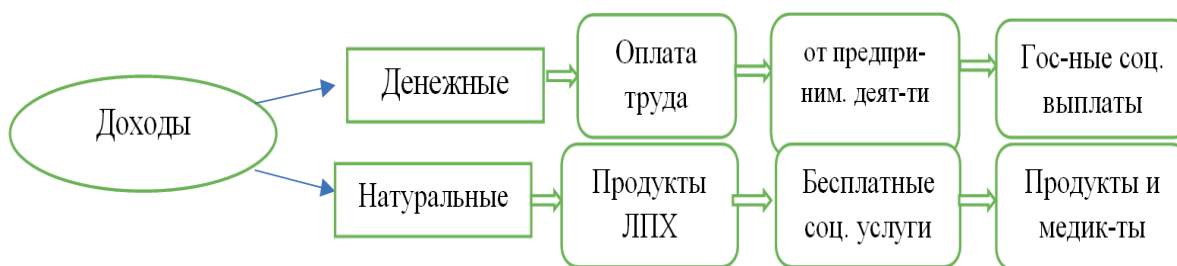 Доходы
Денежные
Оплата
труда
от предпри-
ним. деят-ти
Гос-ные соц.
выплаты
Натуральные
Продукты
ЛПХ
Бесплатные
соц. услуги
Продукты и
медик-ты